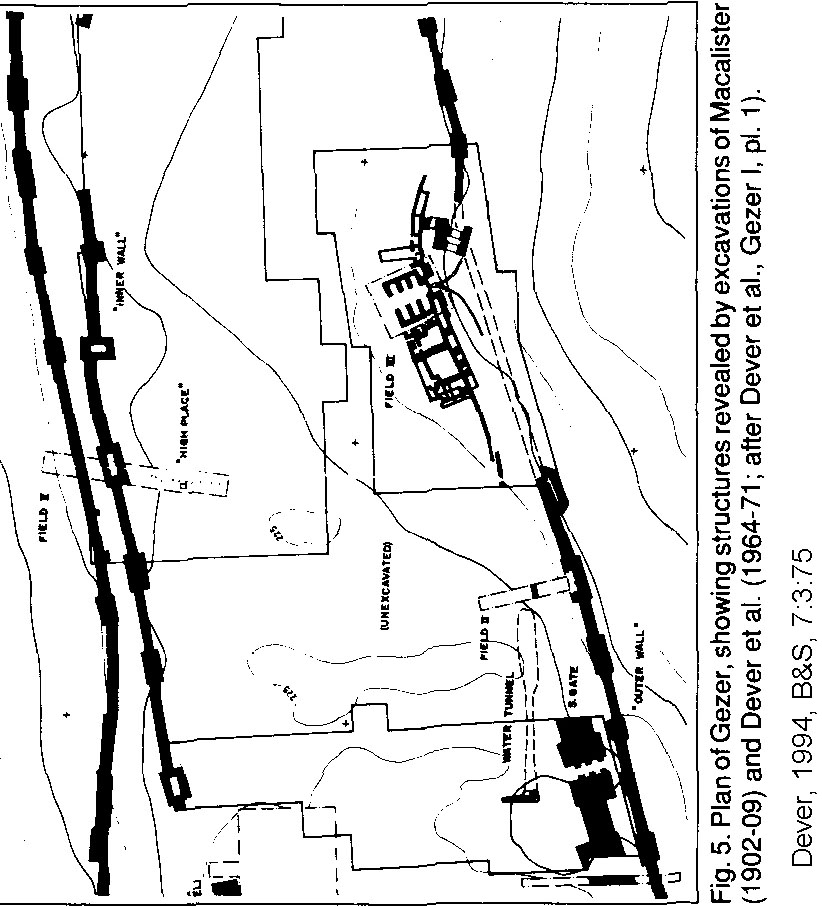 FIELD V
"INNER WALL"
"HIGH PLACE"
225
225
(UNEXCAVATED)
FIELD III
FIELD II
WATER TUNNEL
S. GATE
"OUTER WALL"
Fig. 5. Plan of Gezer, showing structures revealed by excavations of Macalister
(1902-09) and Dever et al. (1964-71; after Dever et al., Gezer I, pl. 1).
Dever, 1994, B&S, 7:3:75